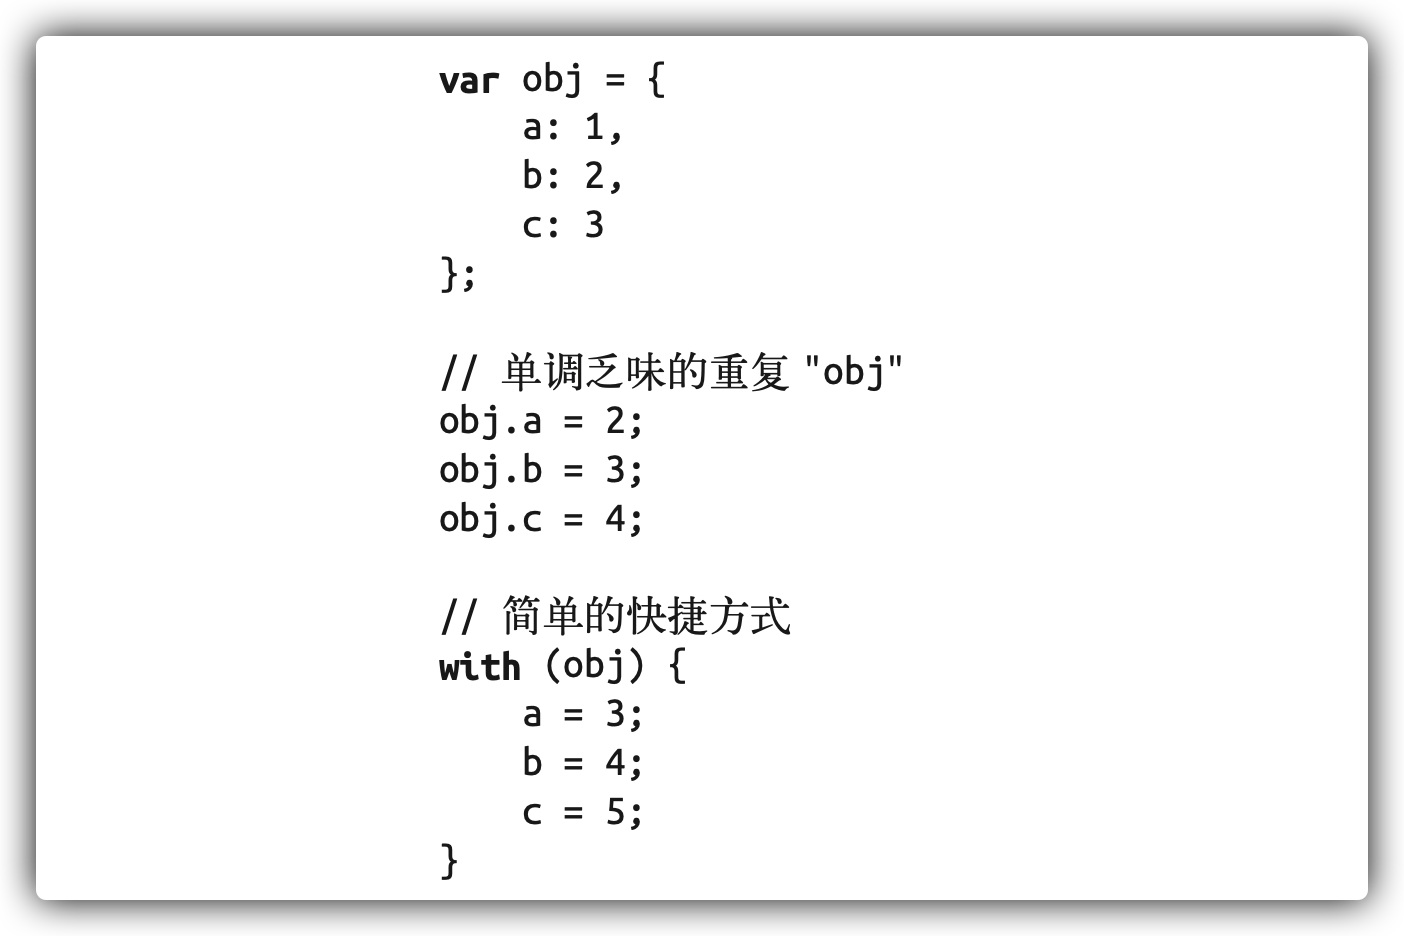 var obj = {
    a: 1,
    b: 2,
    c: 3
};

// 单调乏味的重复 "obj"
obj.a = 2;
obj.b = 3;
obj.c = 4;

// 简单的快捷方式
with (obj) {
    a = 3;
    b = 4;
    c = 5;
}